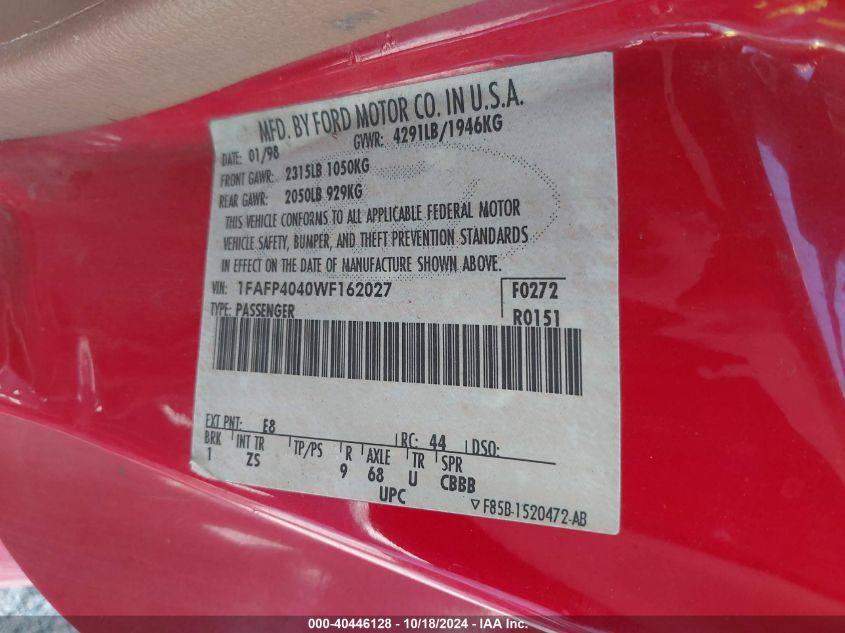 MFD. BY FORD MOTOR CO. IN U.S.A.
DATE: 01/98 GVWR: 4291LB/1946KG
FRONT GAWR: 2315LB 1050KG
REAR GAWR: 2050LB 929KG
THIS VEHICLE CONFORMS TO ALL APPLICABLE FEDERAL MOTOR
VEHICLE SAFETY, BUMPER, AND THEFT PREVENTION STANDARDS
IN EFFECT ON THE DATE OF MANUFACTURE SHOWN ABOVE.
VIN: 1FAFP4040WF162027 F0272
TYPE: PASSENGER R0151
EXT PNT: E8 RC: 44 DSO:
BRK INT TR TP/PS R AXLE TR SPR
1 ZS 9 68 U CBBB
UPC ▽F85B-1520472-AB
000-40446128 - 10/18/2024 - IAA Inc.